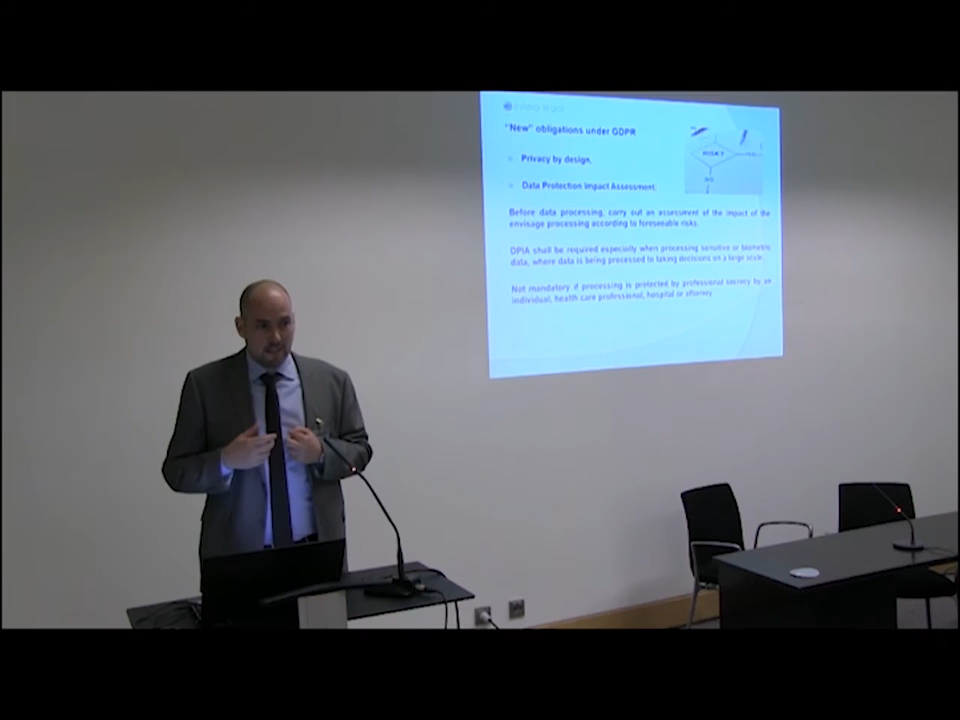 "New" obligations under GDPR
RISK?
NO
Privacy by design.
Data Protection Impact Assessment.
Before data processing, carry out an assessment of the impact of the
envisage processing according to foreseeable risks.
DPIA shall be required especially when processing sensitive or biometric
data, where data is being processed to taking decisions on a large scale.
Not mandatory if processing is protected by professional secrecy by an
individual, health care professional, hospital or attorney.